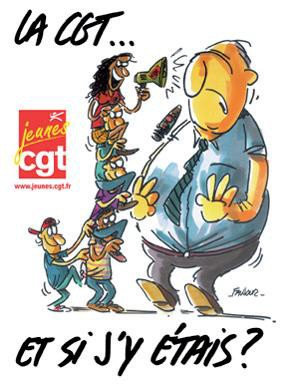 LA CGT...
jeunes
cgt
www.jeunes.cgt.fr
ET SI J'Y ÉTAIS?